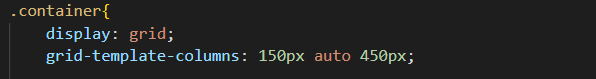 .container{
display: grid;
grid-template-columns: 150px auto 450px;